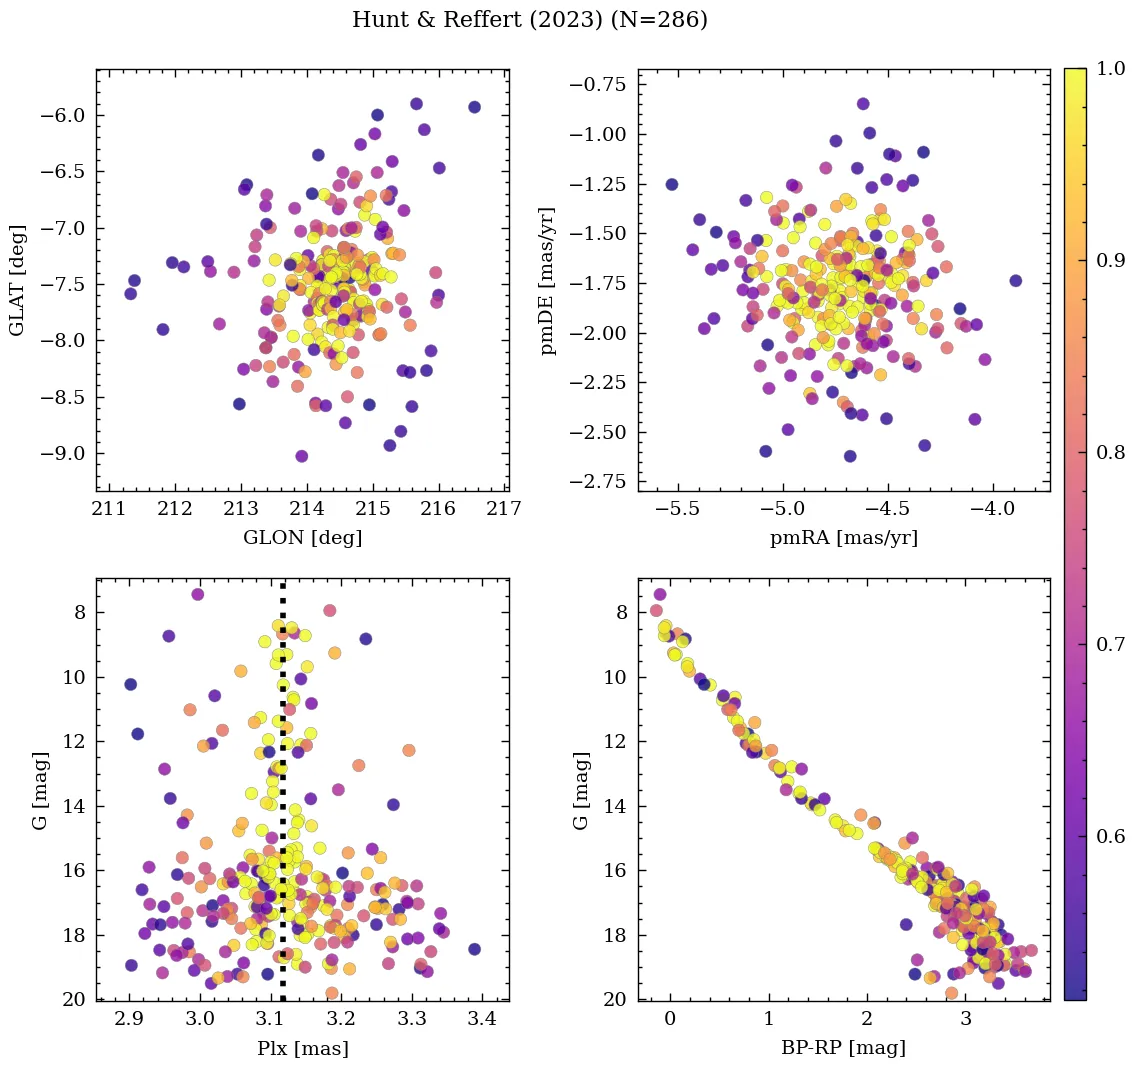 Hunt & Reffert (2023) (N=286)
−6.0
−6.5
−7.0
−7.5
−8.0
−8.5
−9.0
GLAT [deg]
211 212 213 214 215 216 217
GLON [deg]
−0.75
−1.00
−1.25
−1.50
−1.75
−2.00
−2.25
−2.50
−2.75
pmDE [mas/yr]
−5.5 −5.0 −4.5 −4.0
pmRA [mas/yr]
1.0
0.9
0.8
0.7
0.6
8
10
12
14
16
18
20
G [mag]
2.9 3.0 3.1 3.2 3.3 3.4
Plx [mas]
8
10
12
14
16
18
20
G [mag]
0 1 2 3
BP-RP [mag]